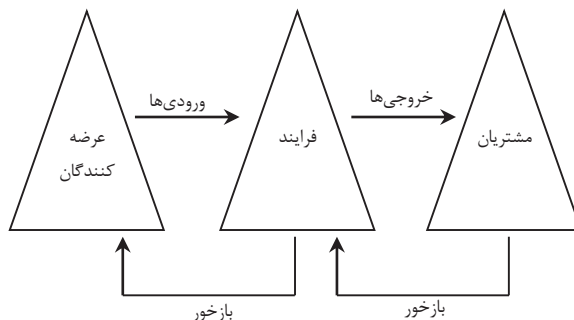 ورودی‌ها
خروجی‌ها
عرضه
کنندگان
فرایند
مشتریان
بازخور
بازخور